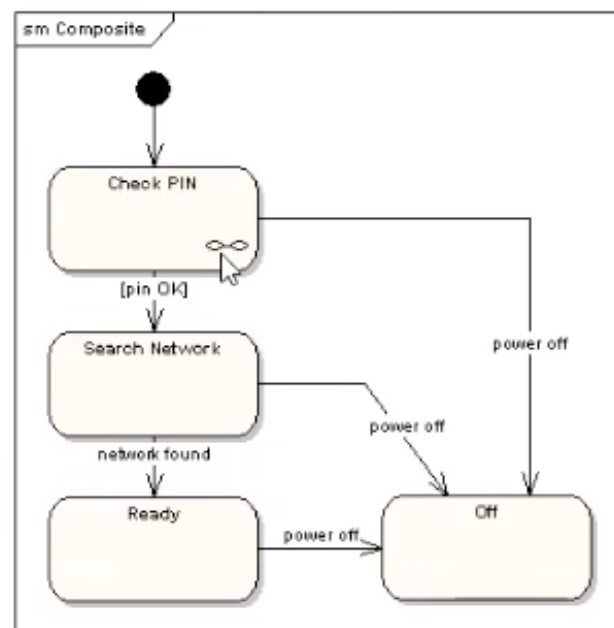 sm Composite
Check PIN
[pin OK]
Search Network
power off
power off
network found
Ready
power off
Off